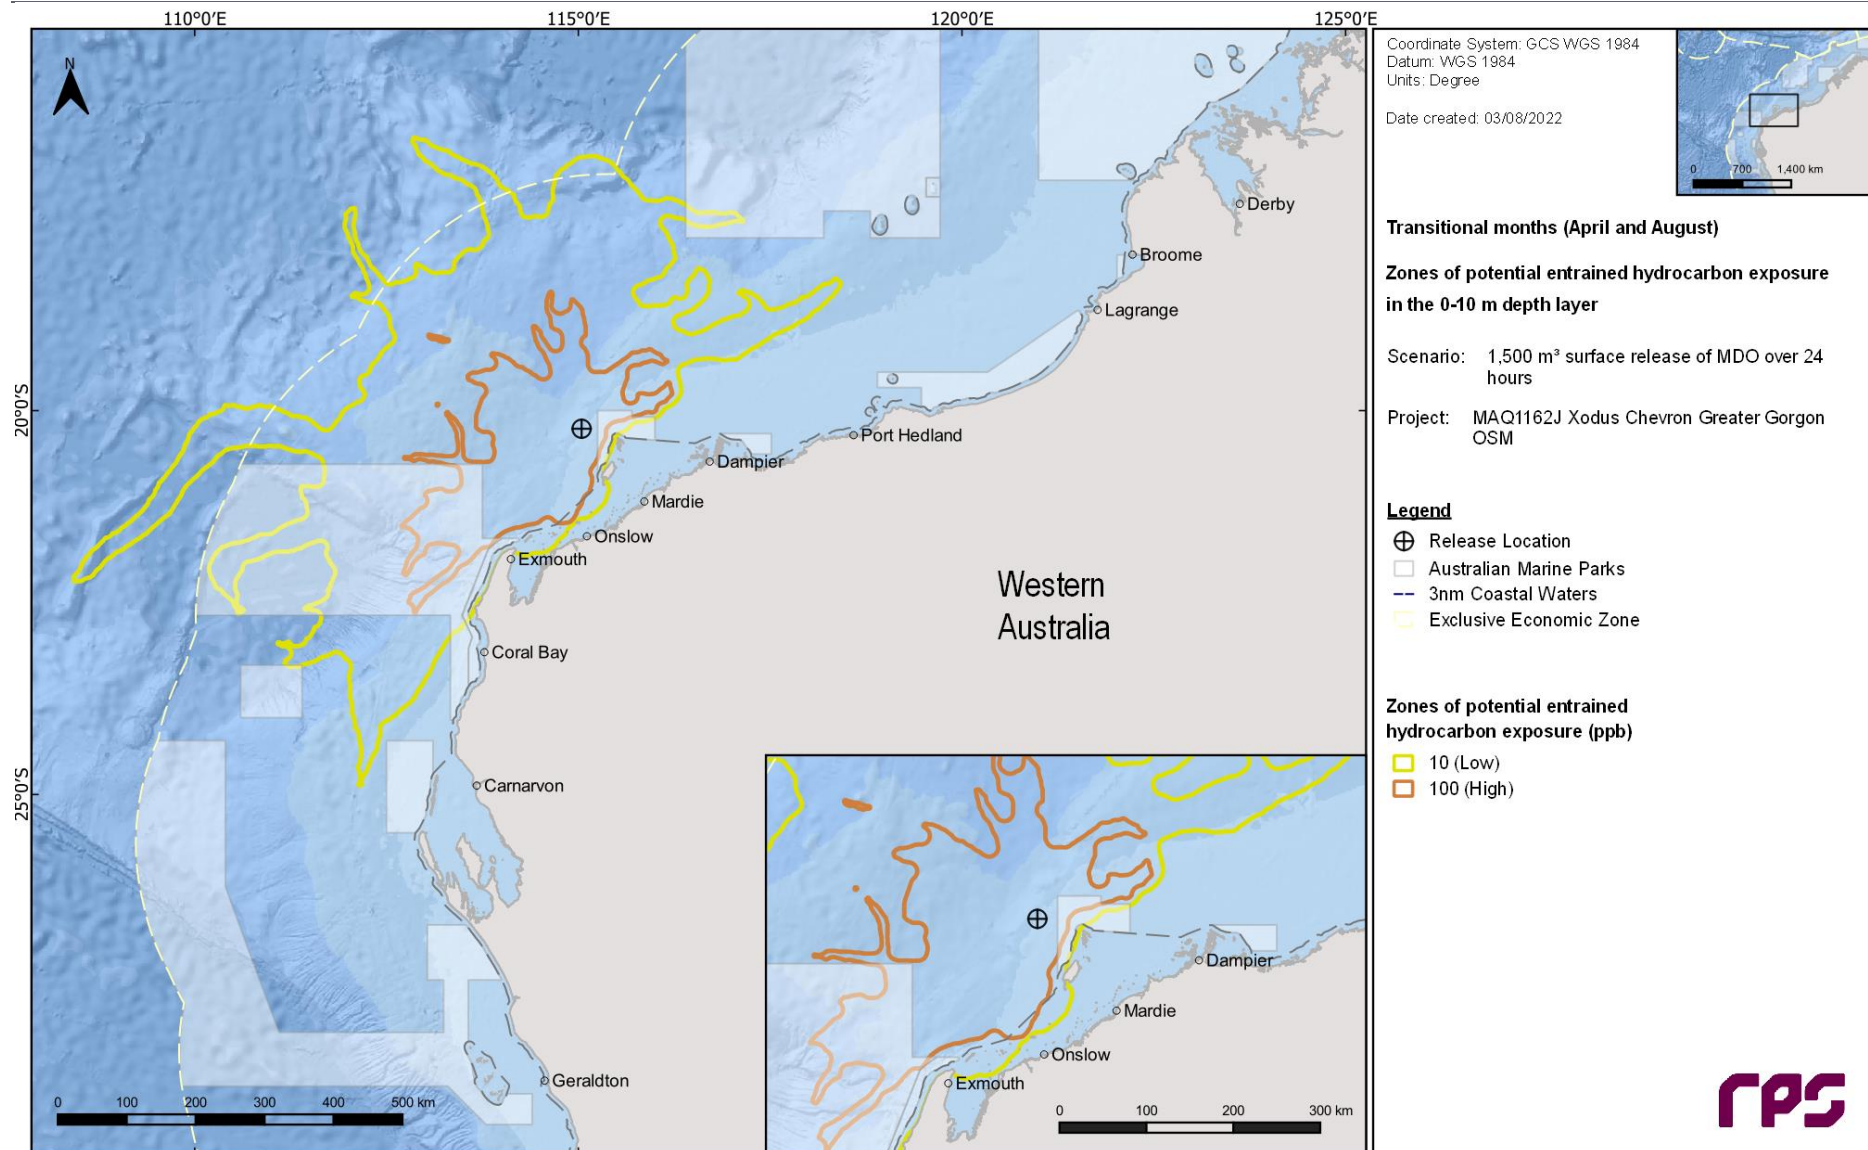 110°0'E
115°0'E
120°0'E
125°0'E
20°0'S
25°0'S
N
Derby
Broome
Lagrange
Port Hedland
Dampier
Mardie
Onslow
Exmouth
Western
Australia
Coral Bay
Carnarvon
Geraldton
0 100 200 300 400 500 km
Dampier
Mardie
Onslow
Exmouth
0 100 200 300 km
Coordinate System: GCS WGS 1984
Datum: WGS 1984
Units: Degree
Date created: 03/08/2022
0 700 1,400 km
Transitional months (April and August)
Zones of potential entrained hydrocarbon exposure
in the 0-10 m depth layer
Scenario: 1,500 m³ surface release of MDO over 24
hours
Project: MAQ1162J Xodus Chevron Greater Gorgon
OSM
Legend
Release Location
Australian Marine Parks
3nm Coastal Waters
Exclusive Economic Zone
Zones of potential entrained
hydrocarbon exposure (ppb)
10 (Low)
100 (High)
rps